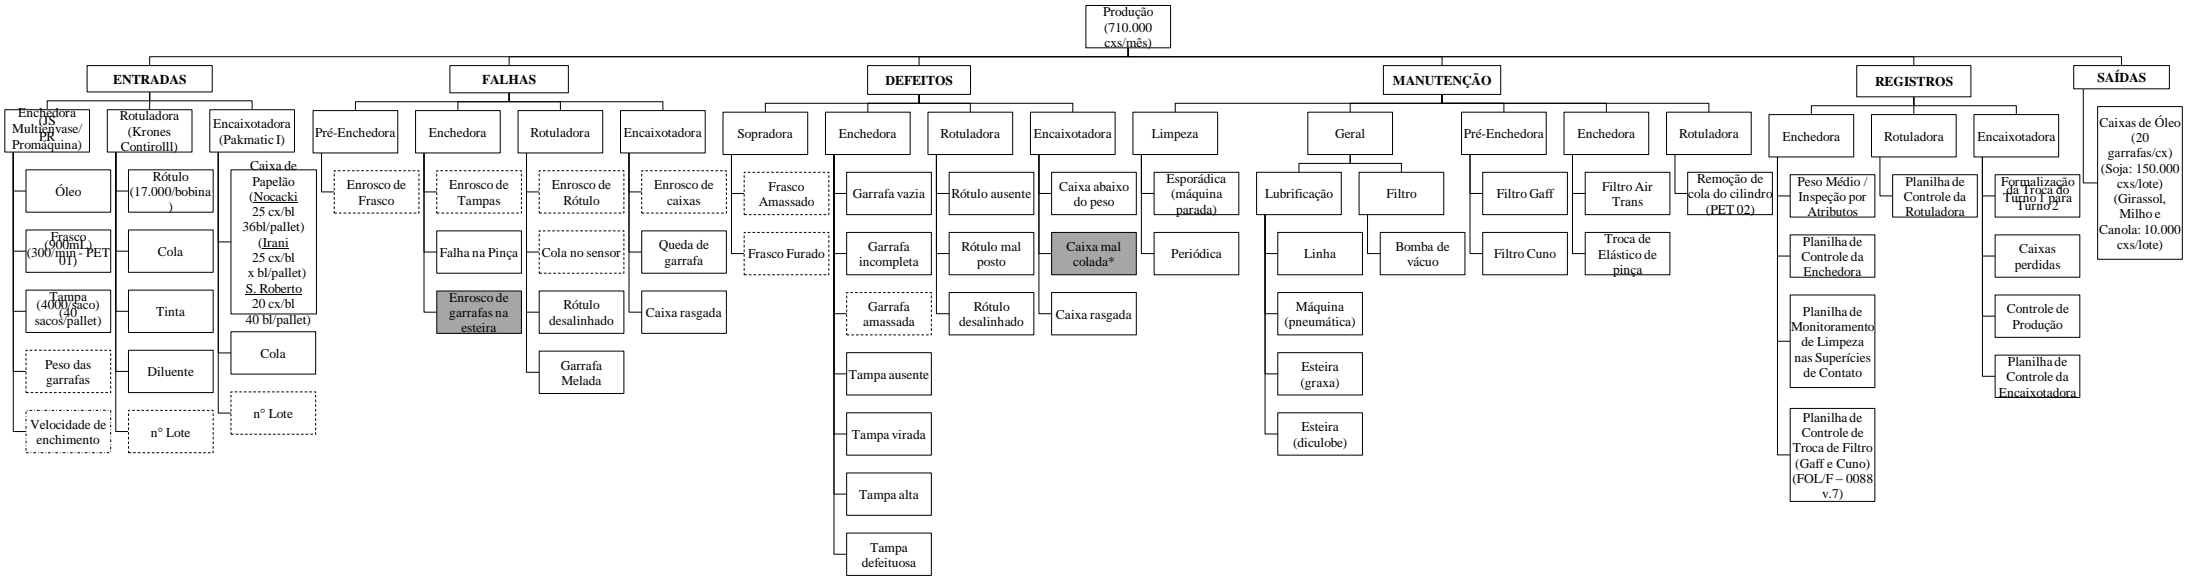 Produção
(710.000
cxs/mês)
ENTRADAS
Enchedora
(JS
Multienvase/
PR
Promáquina)
Óleo
Frasco
(900mL)
(300/min - PET
01)
Tampa
(4000/saco)
(40
sacos/pallet)
Peso das
garrafas
Velocidade de
enchimento
Rotuladora
(Krones
Contirolll)
Rótulo
(17.000/bobina
)
Cola
Tinta
Diluente
n° Lote
Encaixotadora
(Pakmatic I)
Caixa de
Papelão
(Nocacki
25 cx/bl
36bl/pallet)
(Irani
25 cx/bl
x bl/pallet)
S. Roberto
20 cx/bl
40 bl/pallet)
Cola
n° Lote
FALHAS
Pré-Enchedora
Enrosco de
Frasco
Enchedora
Enrosco de
Tampas
Falha na Pinça
Enrosco de
garrafas na
esteira
Rotuladora
Enrosco de
Rótulo
Cola no sensor
Rótulo
desalinhado
Garrafa
Melada
Encaixotadora
Enrosco de
caixas
Queda de
garrafa
Caixa rasgada
DEFEITOS
Sopradora
Frasco
Amassado
Frasco Furado
Enchedora
Garrafa vazia
Garrafa
incompleta
Garrafa
amassada
Tampa ausente
Tampa virada
Tampa alta
Tampa
defeituosa
Rotuladora
Rótulo ausente
Rótulo mal
posto
Rótulo
desalinhado
Encaixotadora
Caixa abaixo
do peso
Caixa mal
colada*
Caixa rasgada
MANUTENÇÃO
Limpeza
Esporádica
(máquina
parada)
Periódica
Geral
Lubrificação
Linha
Máquina
(pneumática)
Esteira
(graxa)
Esteira
(diculobe)
Filtro
Bomba de
vácuo
Pré-Enchedora
Filtro Gaff
Filtro Cuno
Enchedora
Filtro Air
Trans
Troca de
Elástico de
pinça
Rotuladora
Remoção de
cola do cilindro
(PET 02)
REGISTROS
Enchedora
Peso Médio /
Inspeção por
Atributos
Planilha de
Controle da
Enchedora
Planilha de
Monitoramento
de Limpeza
nas Superícies
de Contato
Planilha de
Controle de
Troca de Filtro
(Gaff e Cuno)
(FOL/F – 0088
v.7)
Rotuladora
Planilha de
Controle da
Rotuladora
Encaixotadora
Formalização
da Troca do
Turno 1 para
Turno 2
Caixas
perdidas
Controle de
Produção
Planilha de
Controle da
Encaixotadora
SAÍDAS
Caixas de Óleo
(20
garrafas/cx)
(Soja: 150.000
cxs/lote)
(Girassol,
Milho e
Canola: 10.000
cxs/lote)